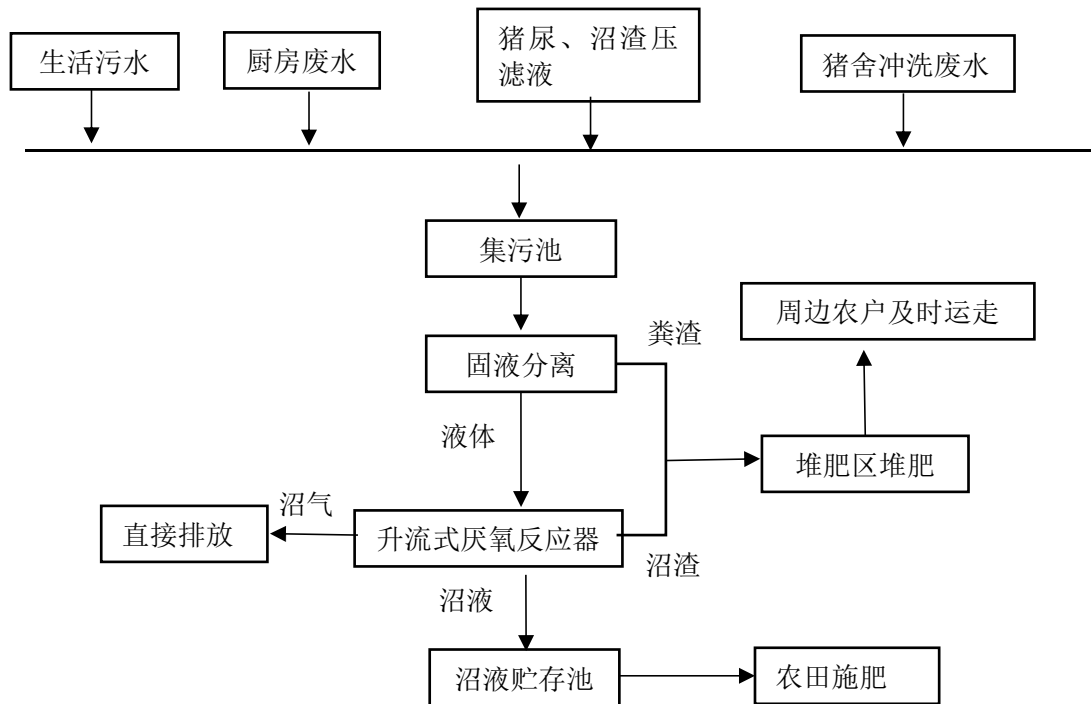 生活污水
厨房废水
猪尿、沼渣压
滤液
猪舍冲洗废水
集污池
固液分离
粪渣
周边农户及时运走
液体
堆肥区堆肥
沼气
直接排放
升流式厌氧反应器
沼渣
沼液
沼液贮存池
农田施肥